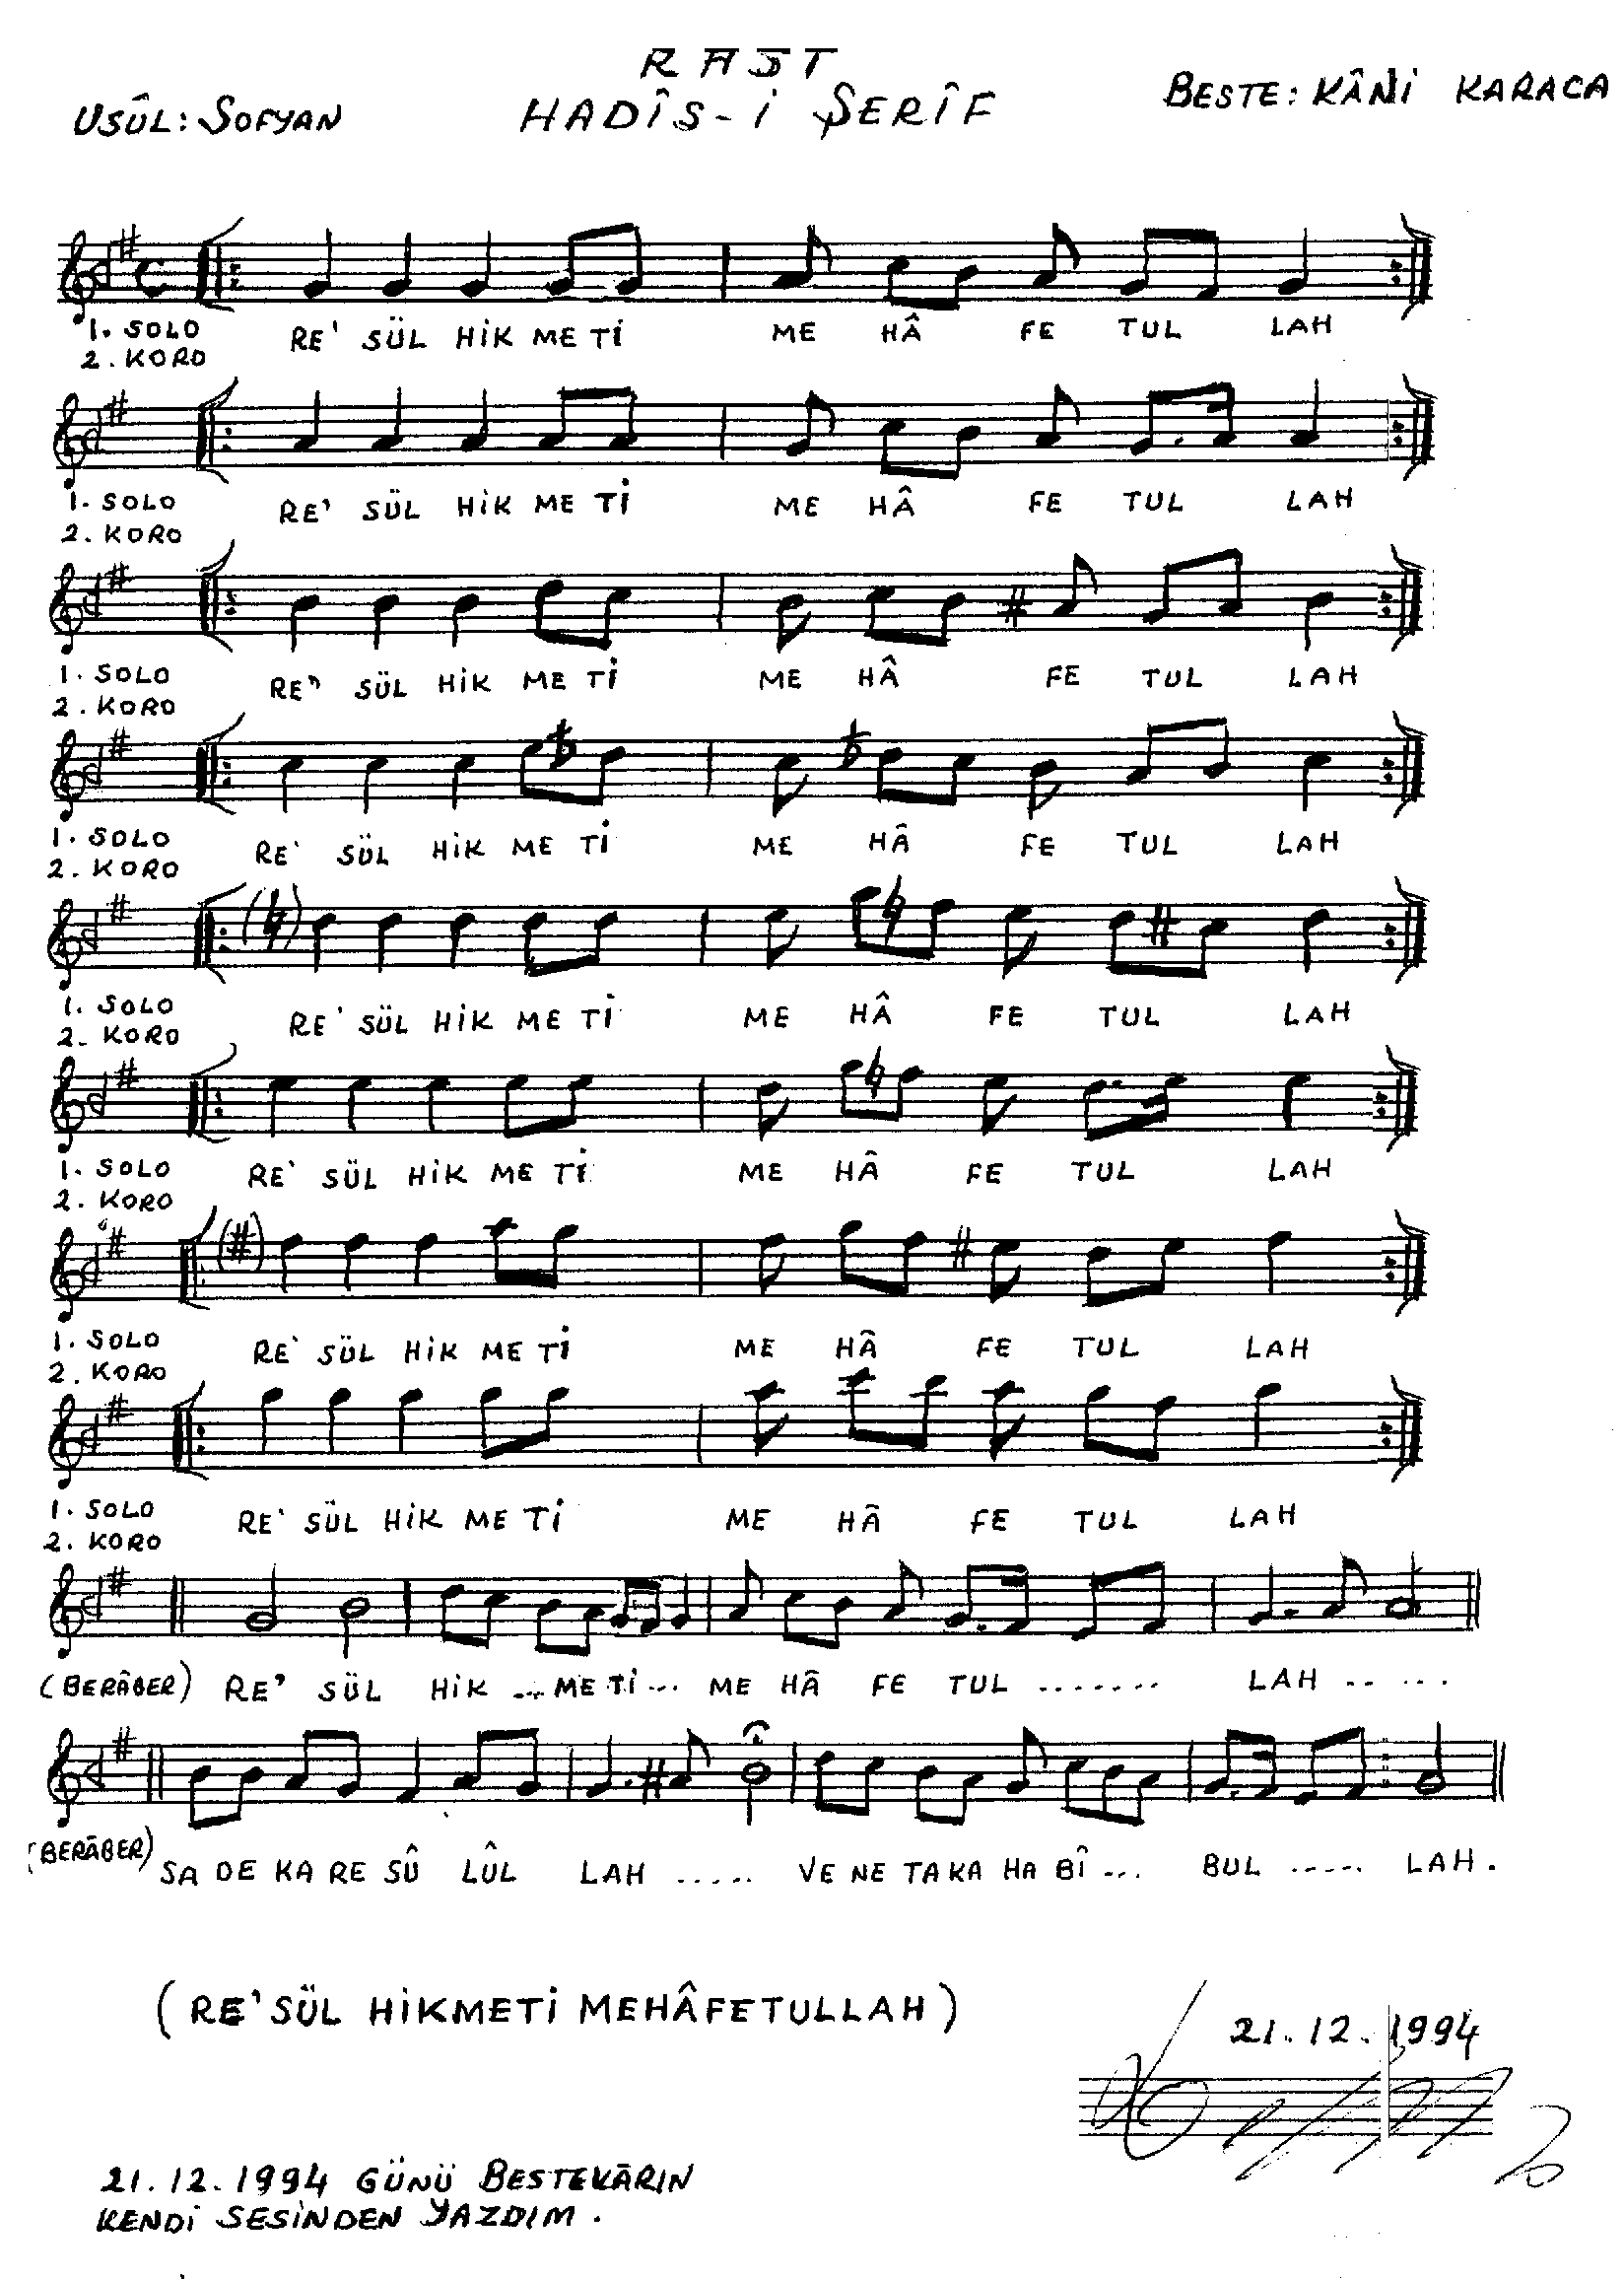 RAST
USÛL: SOFYAN
HADÎS-İ ŞERÎF
BESTE: KÂNİ KARACA
1. SOLO RE' SÜL HİK ME Tİ ME HÂ FE TUL LAH
2. KORO
1. SOLO RE' SÜL HİK ME Tİ ME HÂ FE TUL LAH
2. KORO
1. SOLO RE' SÜL HİK ME Tİ ME HÂ FE TUL LAH
2. KORO
1. SOLO RE' SÜL HİK ME Tİ ME HÂ FE TUL LAH
2. KORO
1. SOLO RE' SÜL HİK ME Tİ ME HÂ FE TUL LAH
2. KORO
1. SOLO RE' SÜL HİK ME Tİ ME HÂ FE TUL LAH
2. KORO
1. SOLO RE' SÜL HİK ME Tİ ME HÂ FE TUL LAH
2. KORO
1. SOLO RE' SÜL HİK ME Tİ ME HÂ FE TUL LAH
2. KORO
(BERÂBER) RE' SÜL HİK ... ME Tİ ... ME HÂ FE TUL ....... LAH .. ...
(BERÂBER) SA DE KA RE SÛ LÛL LAH ..... VE NE TA KA HA BÎ ... BUL ..... LAH.
(RE'SÜL HİKMETİ MEHÂFETULLAH)
21.12.1994
21.12.1994 GÜNÜ BESTEKÂRIN
KENDİ SESİNDEN YAZDIM.